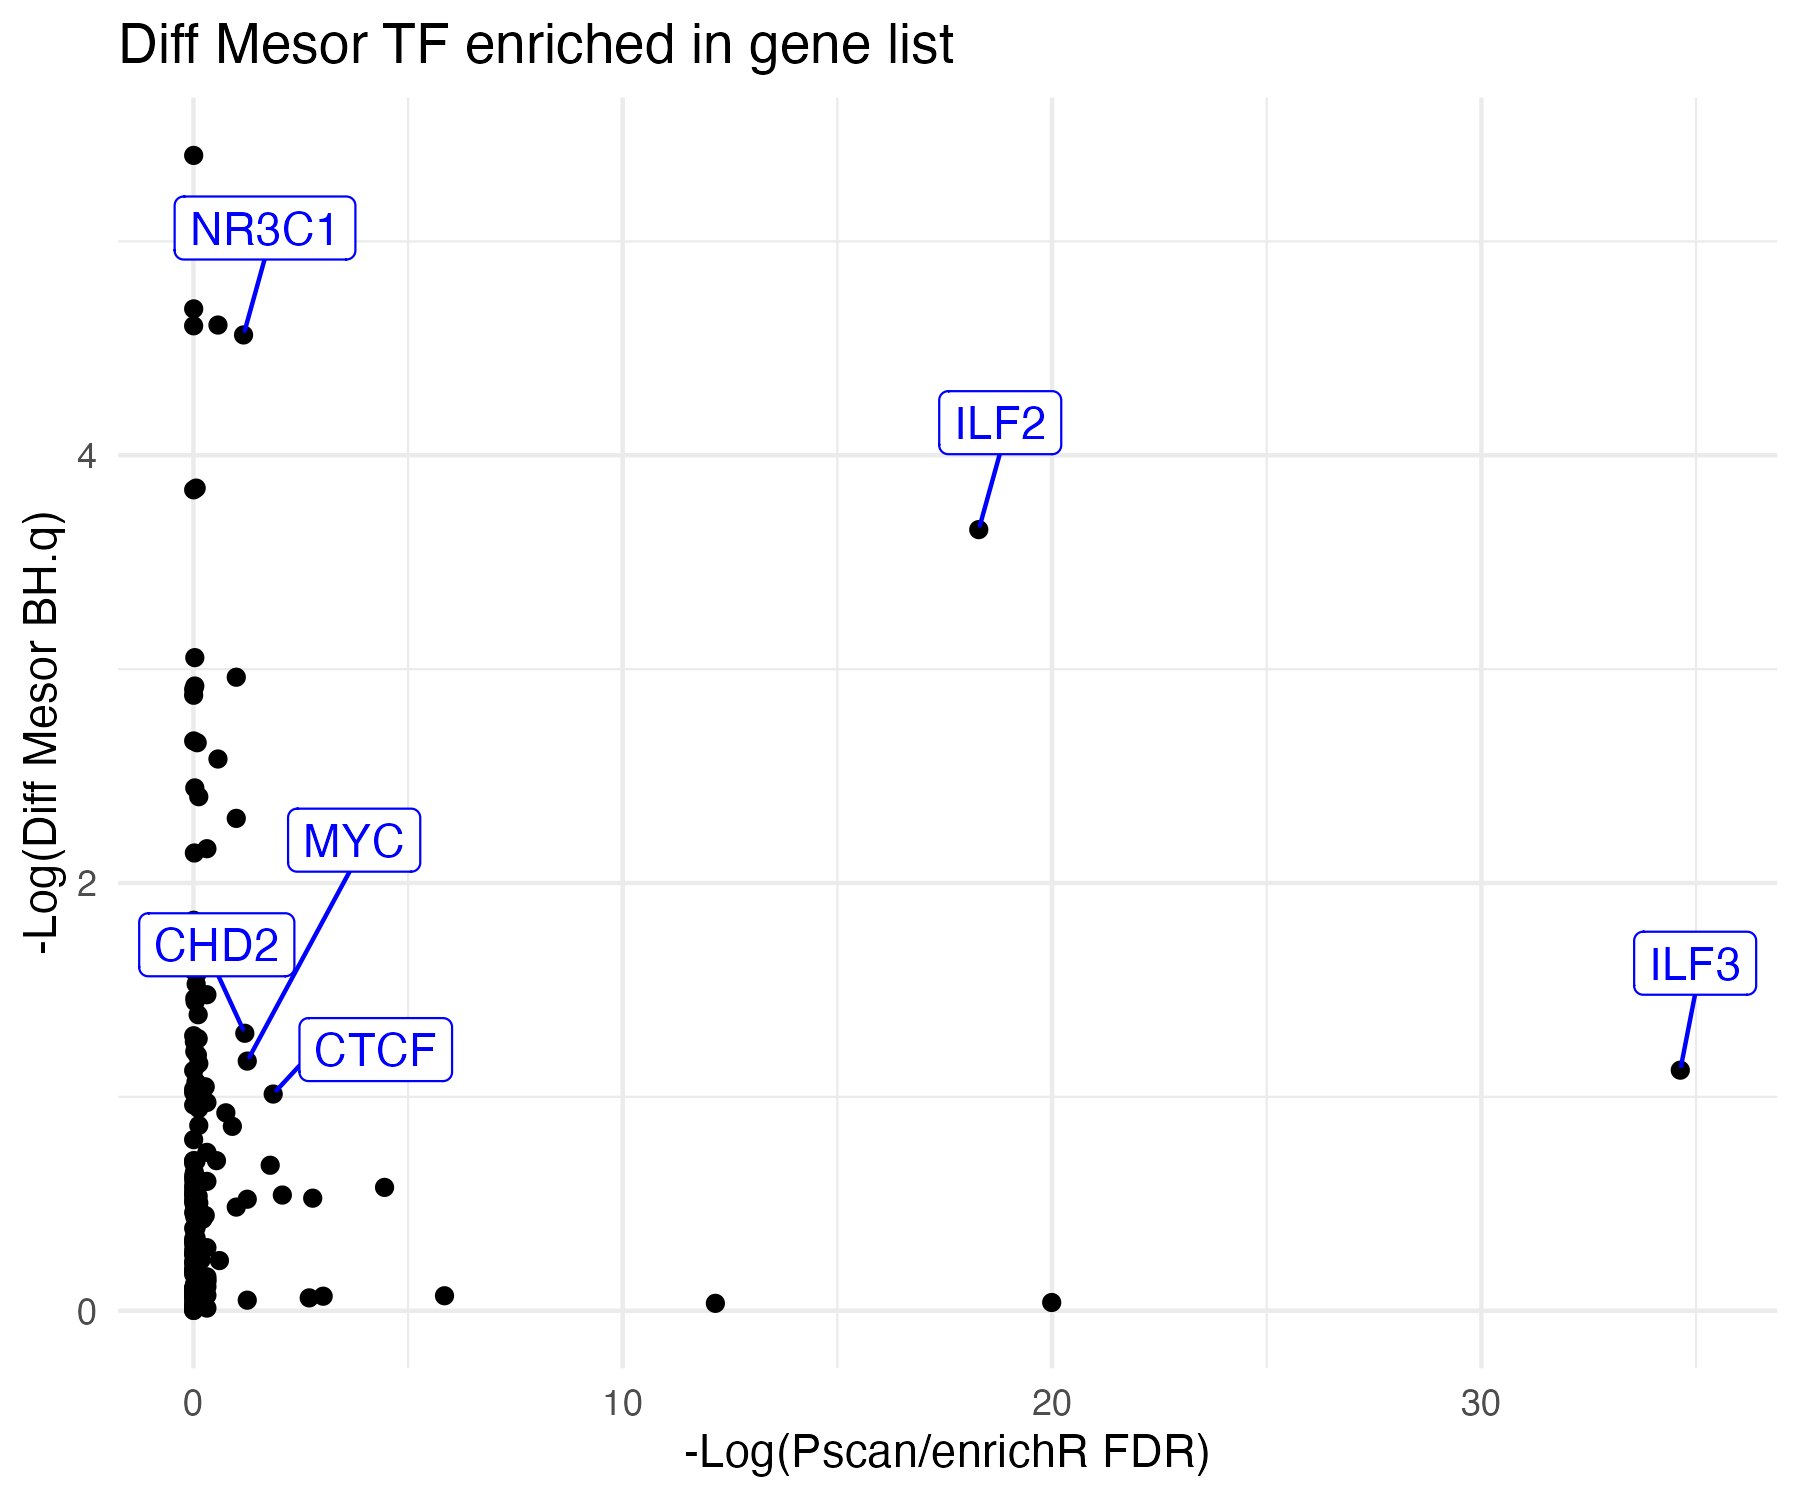 Diff Mesor TF enriched in gene list
NR3C1
ILF2
MYC
CHD2
ILF3
CTCF
-Log(Diff Mesor BH.q)
4
2
0
0 10 20 30
-Log(Pscan/enrichR FDR)